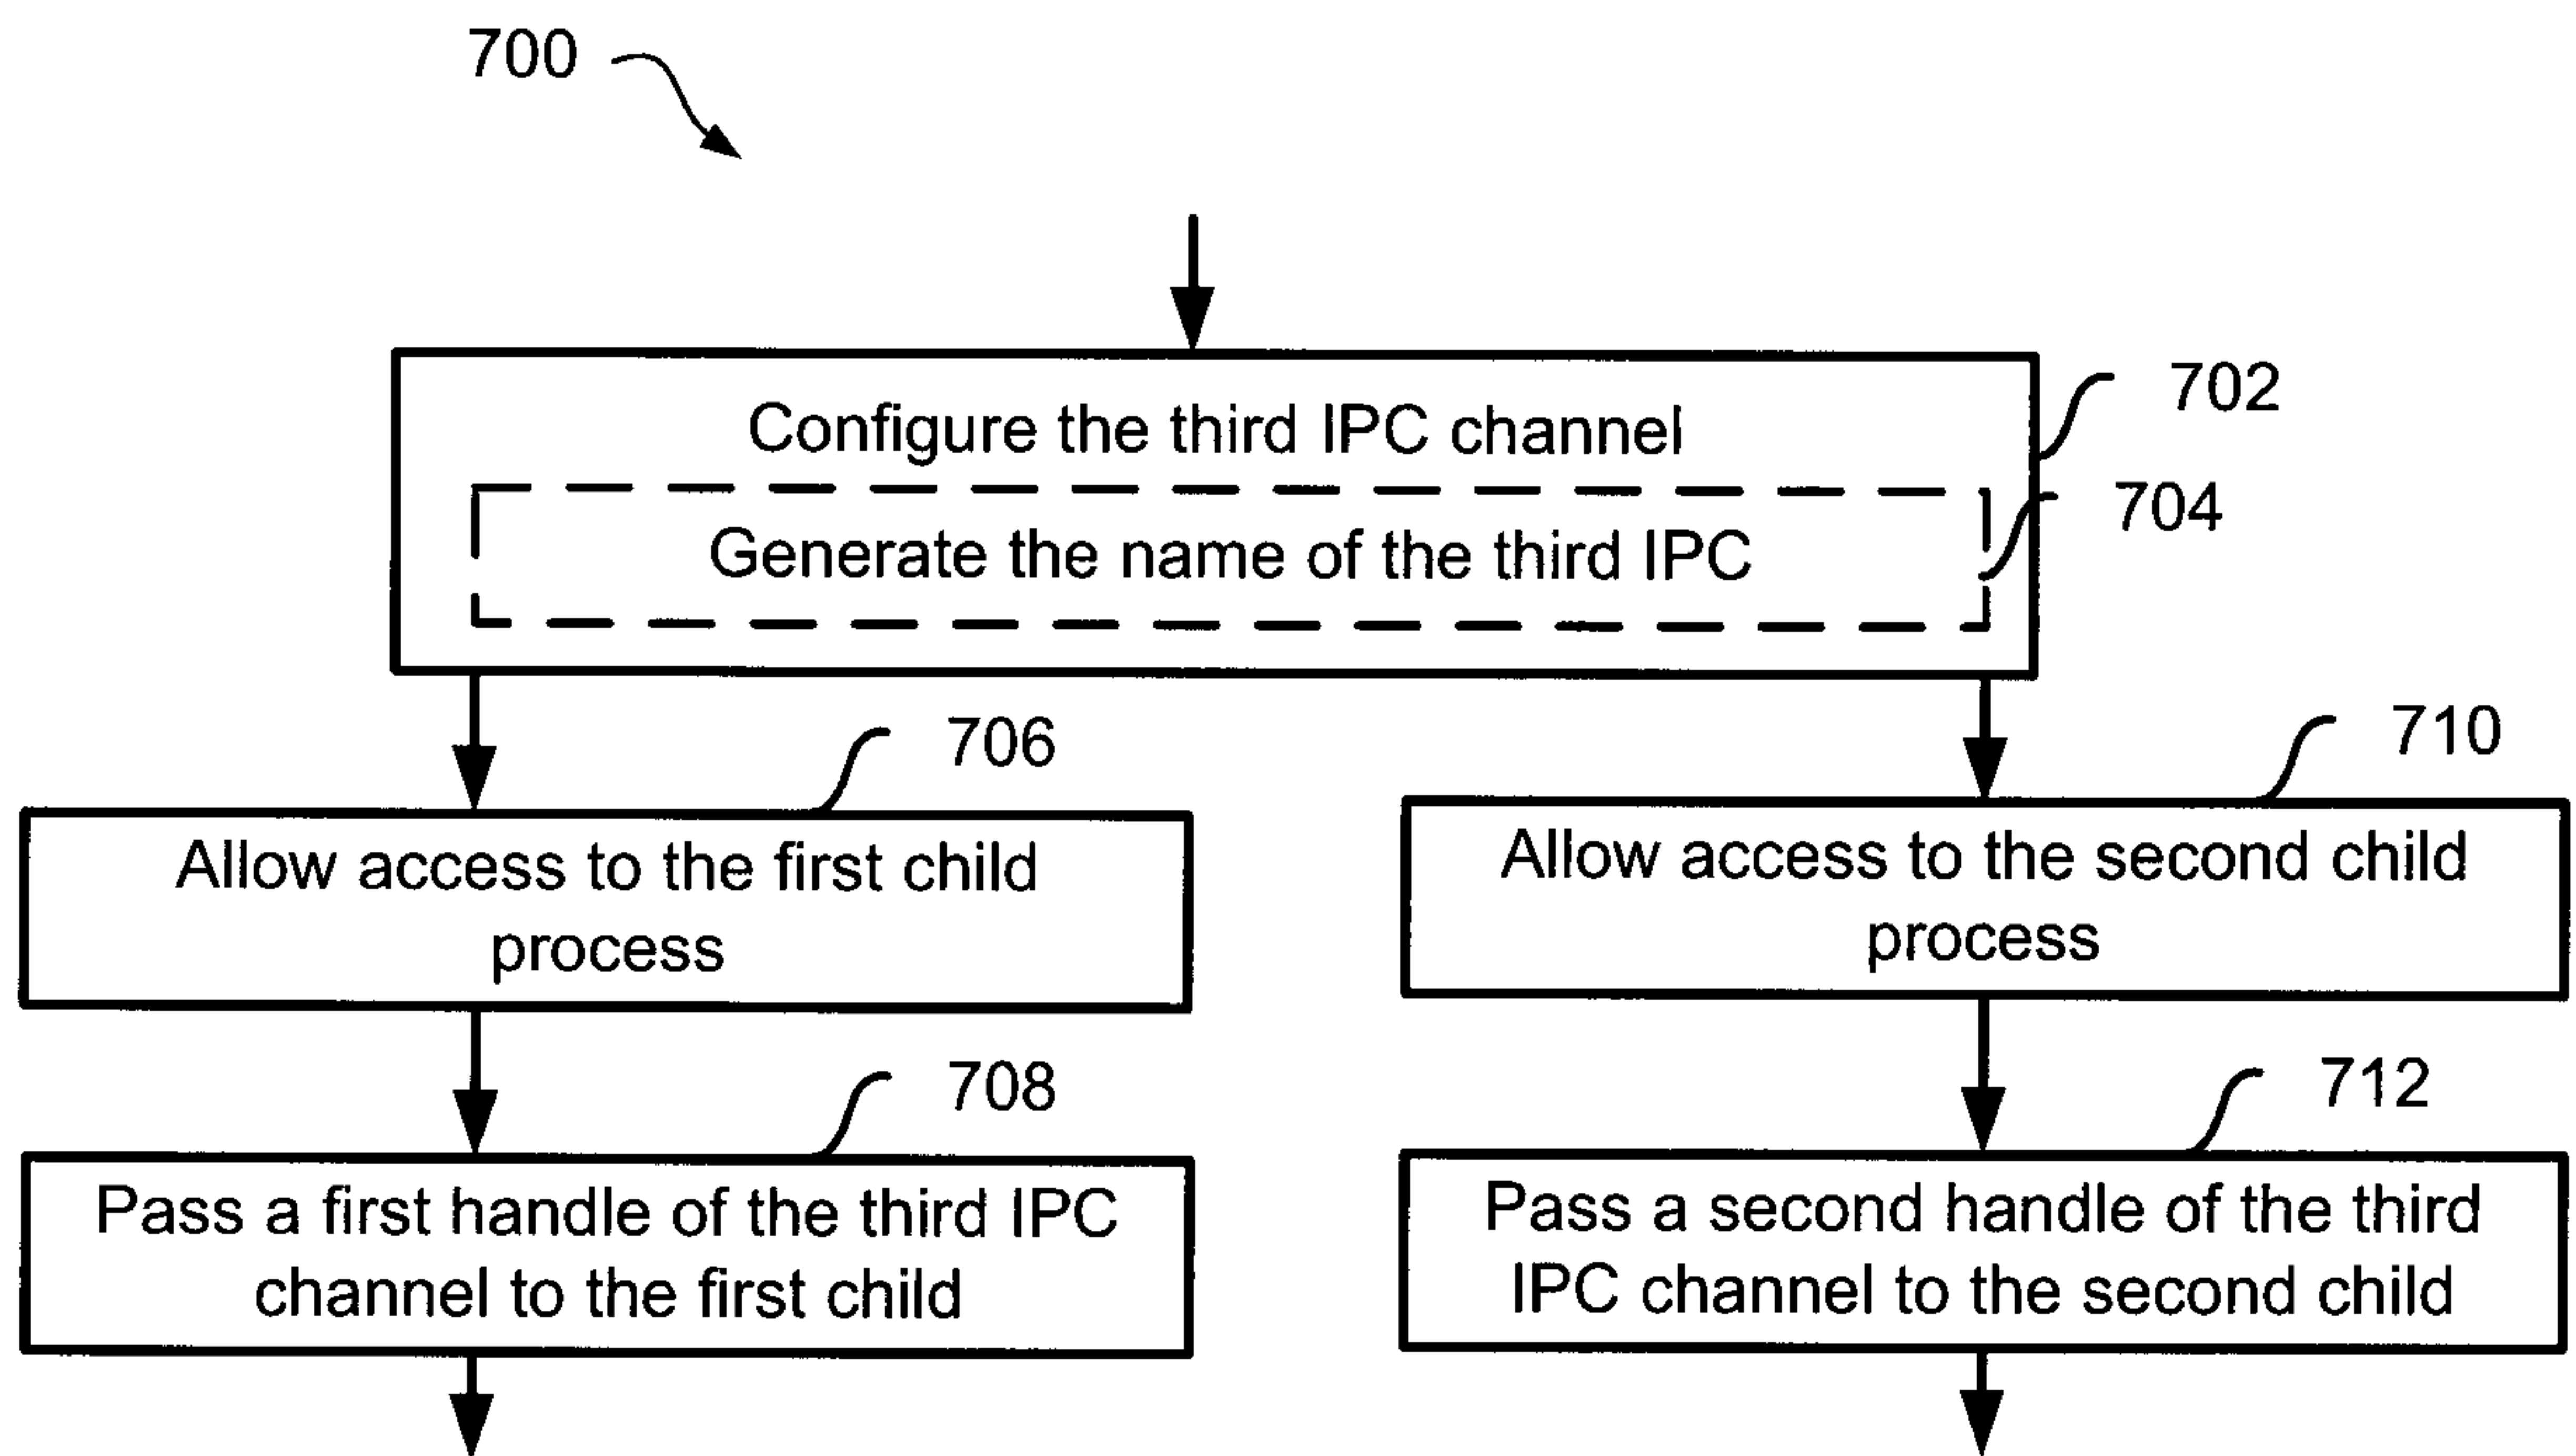 700
Configure the third IPC channel
702
704
Generate the name of the third IPC
706
710
Allow access to the first child
process
Allow access to the second child
process
708
712
Pass a first handle of the third IPC
channel to the first child
Pass a second handle of the third
IPC channel to the second child